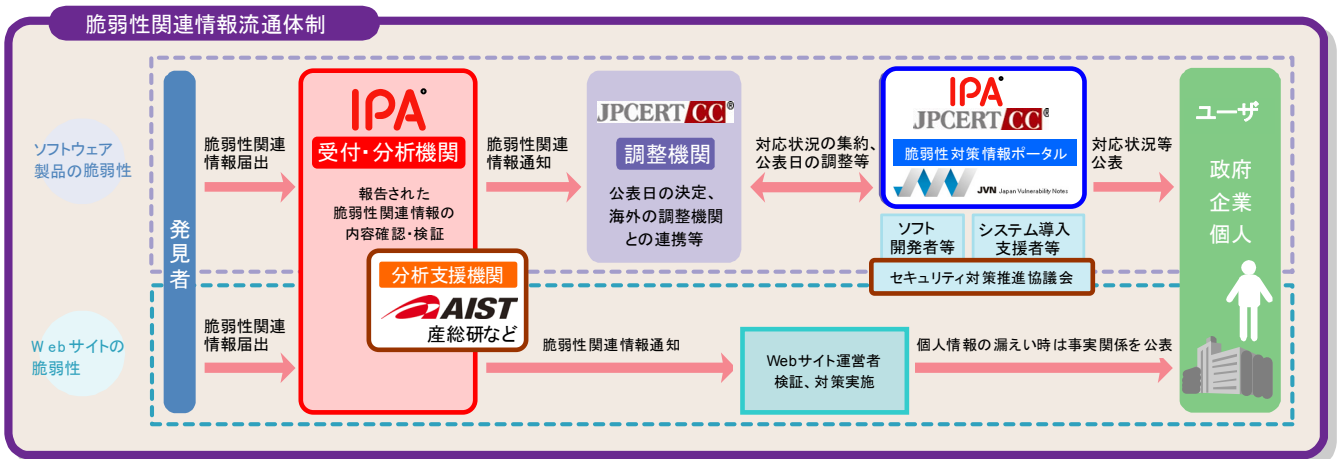 脆弱性関連情報流通体制
ソフトウェア
製品の脆弱性
発見者
脆弱性関連
情報届出
IPA
受付・分析機関
報告された
脆弱性関連情報の
内容確認・検証
分析支援機関
AIST
産総研など
脆弱性関連
情報通知
JPCERT CC®
調整機関
公表日の決定、
海外の調整機関
との連携等
対応状況の集約、
公表日の調整等
IPA
JPCERT CC®
脆弱性対策情報ポータル
JVN Japan Vulnerability Notes
ソフト
開発者等
システム導入
支援者等
セキュリティ対策推進協議会
対応状況等
公表
ユーザ
政府
企業
個人
Webサイトの
脆弱性
脆弱性関連
情報届出
脆弱性関連情報通知
Webサイト運営者
検証、対策実施
個人情報の漏えい時は事実関係を公表